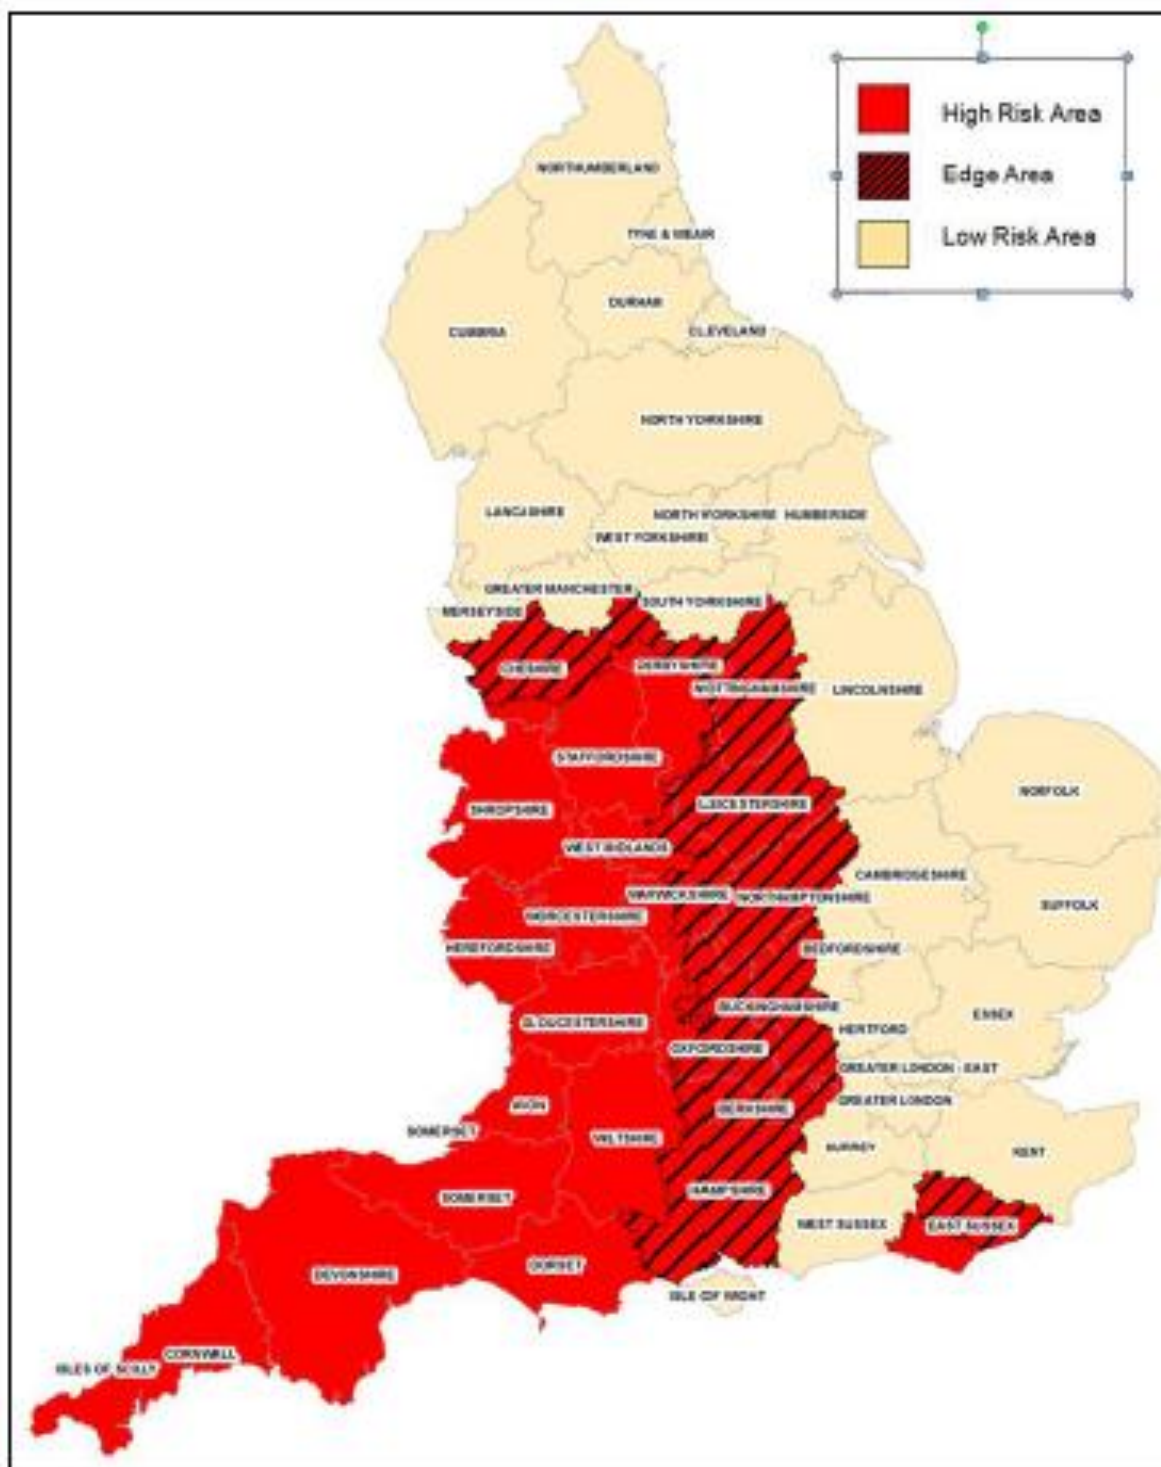 High Risk Area
Edge Area
Low Risk Area
NORTHUMBERLAND
TYNE & WEAR
DURHAM
CUMBRIA
CLEVELAND
NORTH YORKSHIRE
LANCASHIRE
NORTH YORKSHIRE
HUMBERSIDE
WEST YORKSHIRE
GREATER MANCHESTER
SOUTH YORKSHIRE
MERSEYSIDE
CHESHIRE
DERBYSHIRE
NOTTINGHAMSHIRE
LINCOLNSHIRE
STAFFORDSHIRE
NORFOLK
SHROPSHIRE
LEICESTERSHIRE
WEST MIDLANDS
CAMBRIDGESHIRE
WARWICKSHIRE
NORTHAMPTONSHIRE
SUFFOLK
WORCESTERSHIRE
HEREFORDSHIRE
BEDFORDSHIRE
BUCKINGHAMSHIRE
ESSEX
GLOUCESTERSHIRE
HERTFORD
OXFORDSHIRE
GREATER LONDON - EAST
AVON
BERKSHIRE
GREATER LONDON
SOMERSET
WILTSHIRE
SURREY
KENT
SOMERSET
HAMPSHIRE
WEST SUSSEX
EAST SUSSEX
DORSET
DEVONSHIRE
ISLE OF WIGHT
CORNWALL
ISLES OF SCILLY